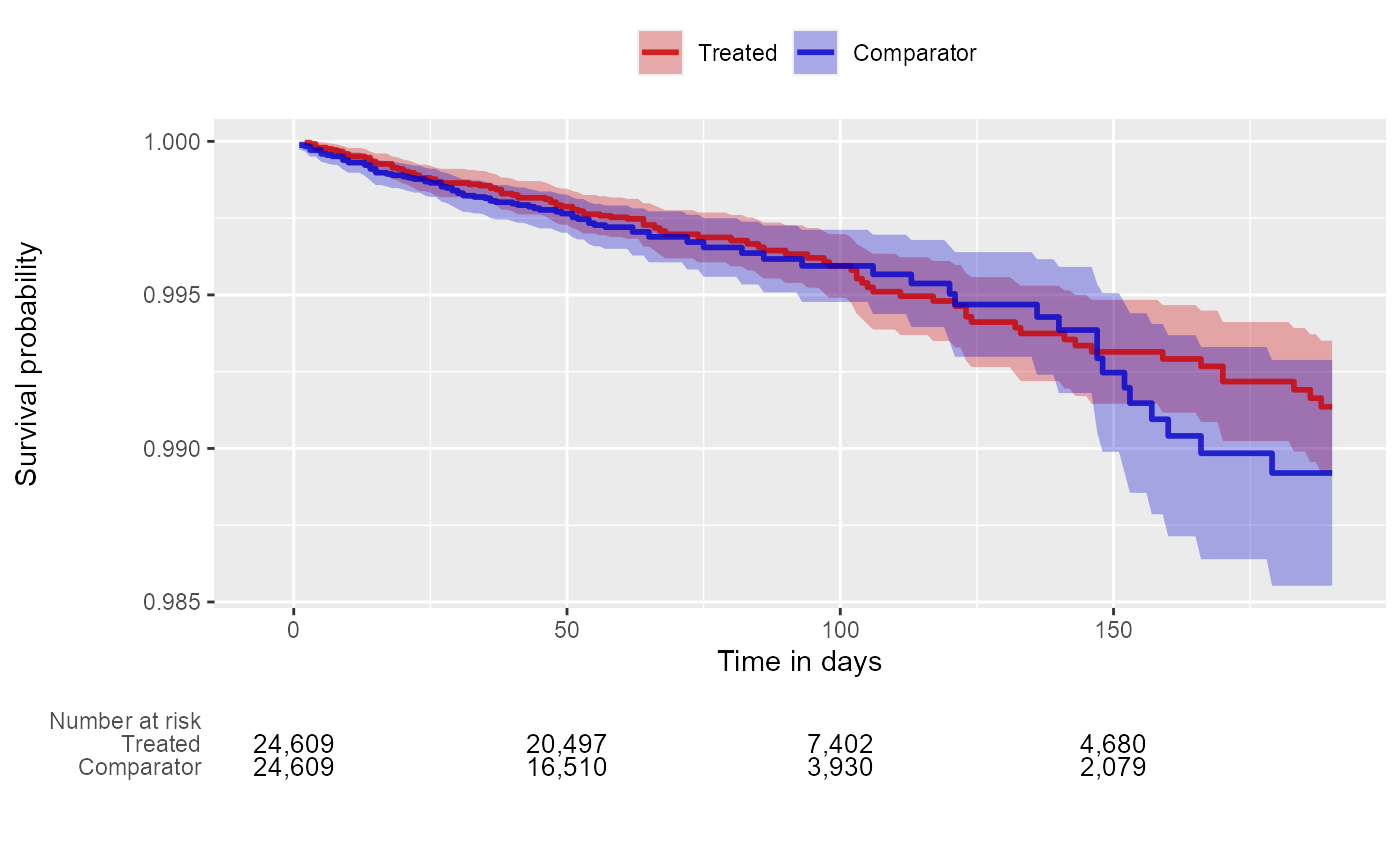 Treated Comparator
Survival probability
1.000
0.995
0.990
0.985
0 50 100 150
Time in days
Number at risk
Treated 24,609 20,497 7,402 4,680
Comparator 24,609 16,510 3,930 2,079